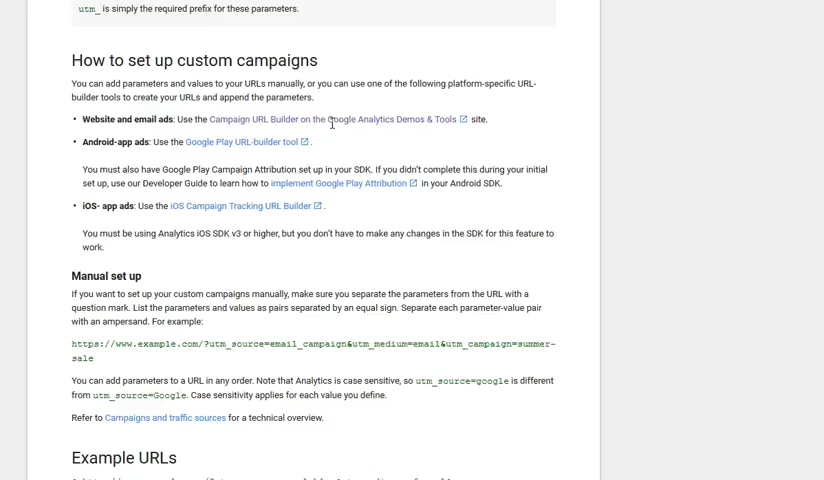 utm_ is simply the required prefix for these parameters.
How to set up custom campaigns
You can add parameters and values to your URLs manually, or you can use one of the following platform-specific URL-
builder tools to create your URLs and append the parameters.
• Website and email ads: Use the Campaign URL Builder on the Google Analytics Demos & Tools site.
• Android-app ads: Use the Google Play URL-builder tool .
You must also have Google Play Campaign Attribution set up in your SDK. If you didn’t complete this during your initial
set up, use our Developer Guide to learn how to implement Google Play Attribution in your Android SDK.
• iOS- app ads: Use the iOS Campaign Tracking URL Builder .
You must be using Analytics iOS SDK v3 or higher, but you don’t have to make any changes in the SDK for this feature to
work.
Manual set up
If you want to set up your custom campaigns manually, make sure you separate the parameters from the URL with a
question mark. List the parameters and values as pairs separated by an equal sign. Separate each parameter-value pair
with an ampersand. For example:
https://www.example.com/?utm_source=email_campaign&utm_medium=email&utm_campaign=summer-
sale
You can add parameters to a URL in any order. Note that Analytics is case sensitive, so utm_source=google is different
from utm_source=Google. Case sensitivity applies for each value you define.
Refer to Campaigns and traffic sources for a technical overview.
Example URLs